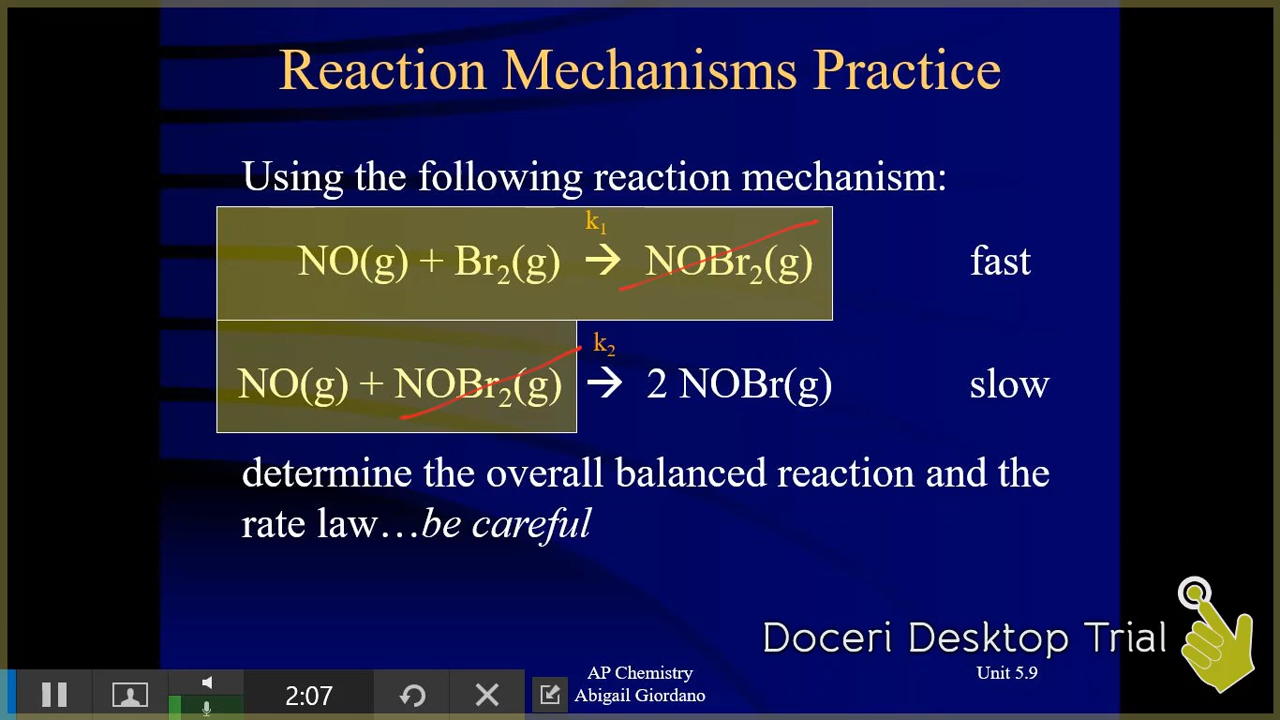 Reaction Mechanisms Practice
Using the following reaction mechanism:
k₁
NO(g) + Br₂(g) → NOBr₂(g) fast
k₂
NO(g) + NOBr₂(g) → 2 NOBr(g) slow
determine the overall balanced reaction and the
rate law…be careful
Doceri Desktop Trial
AP Chemistry Unit 5.9
Abigail Giordano
2:07